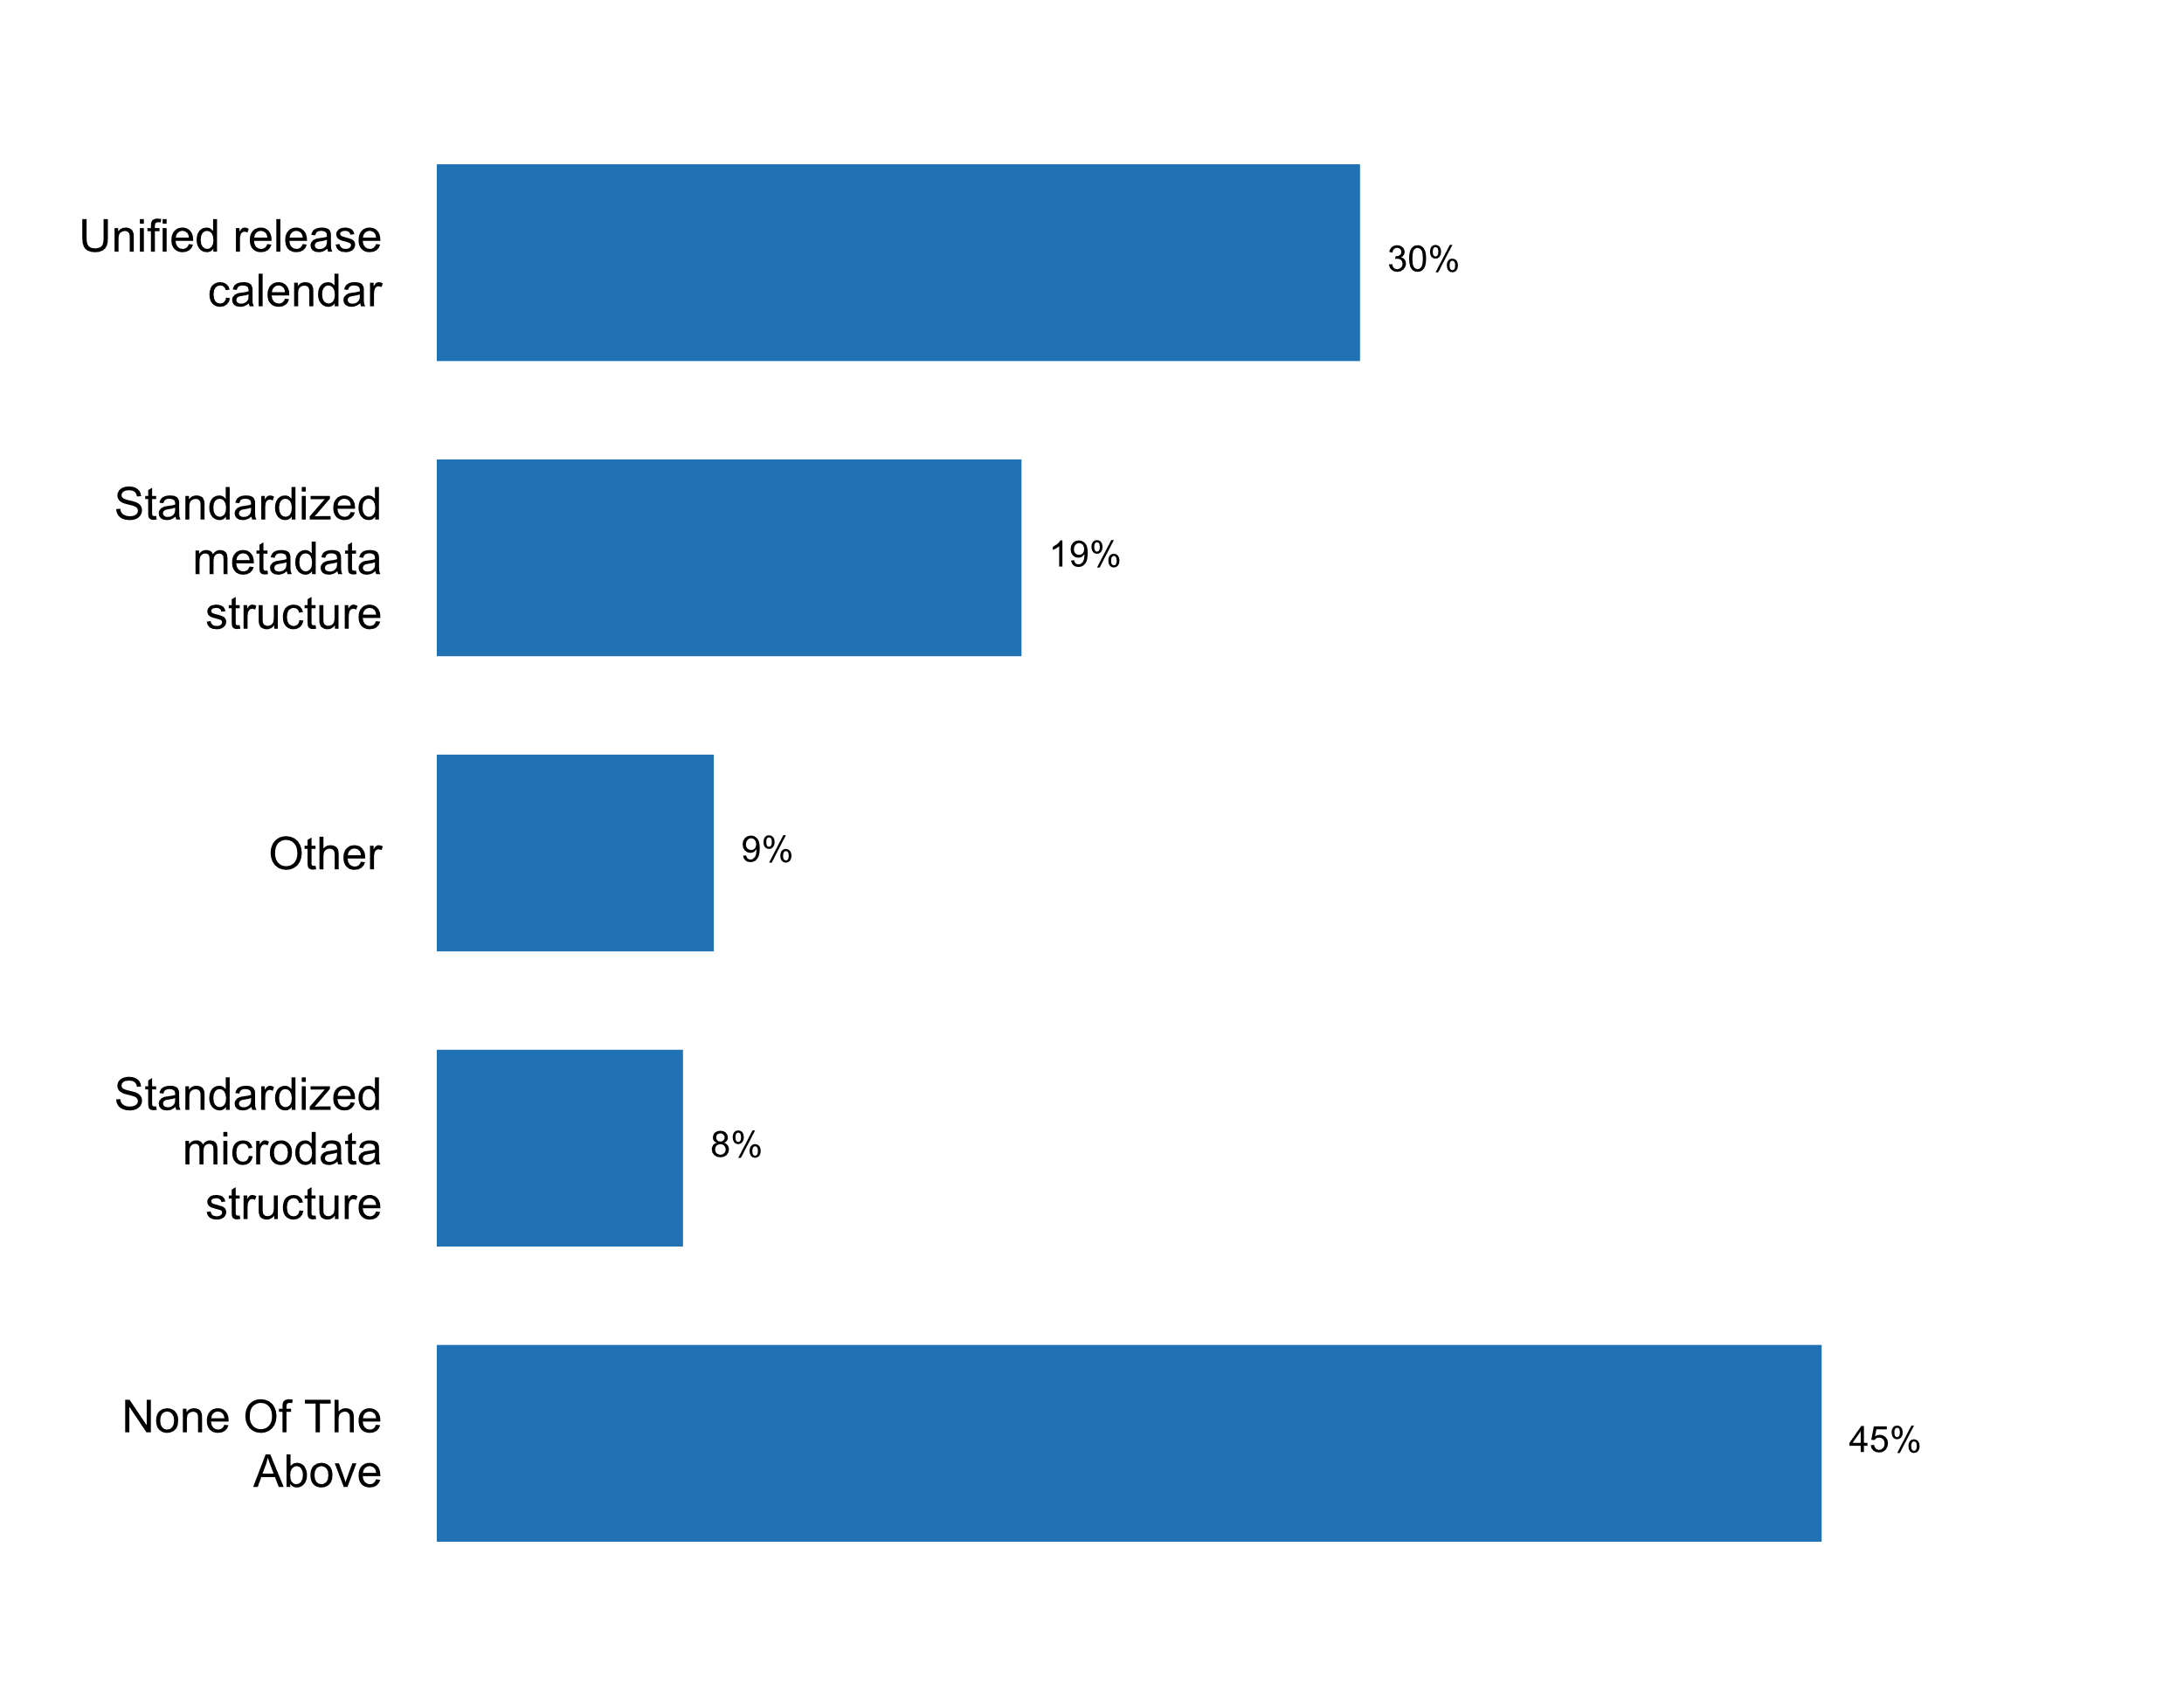 Unified release
calendar
30%
Standardized
metadata
structure
19%
Other
9%
Standardized
microdata
structure
8%
None Of The
Above
45%